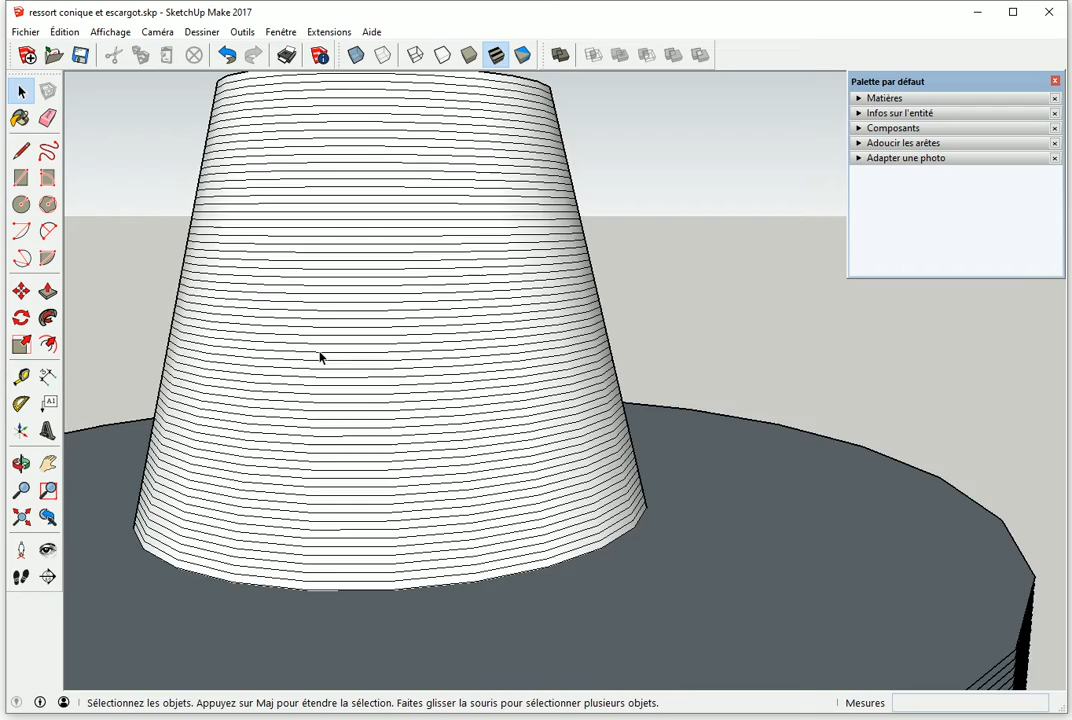 ressort conique et escargot.skp - SketchUp Make 2017
Fichier Édition Affichage Caméra Dessiner Outils Fenêtre Extensions Aide
Palette par défaut
Matières
Infos sur l'entité
Composants
Adoucir les arêtes
Adapter une photo
A1
Sélectionnez les objets. Appuyez sur Maj pour étendre la sélection. Faites glisser la souris pour sélectionner plusieurs objets.
Mesures